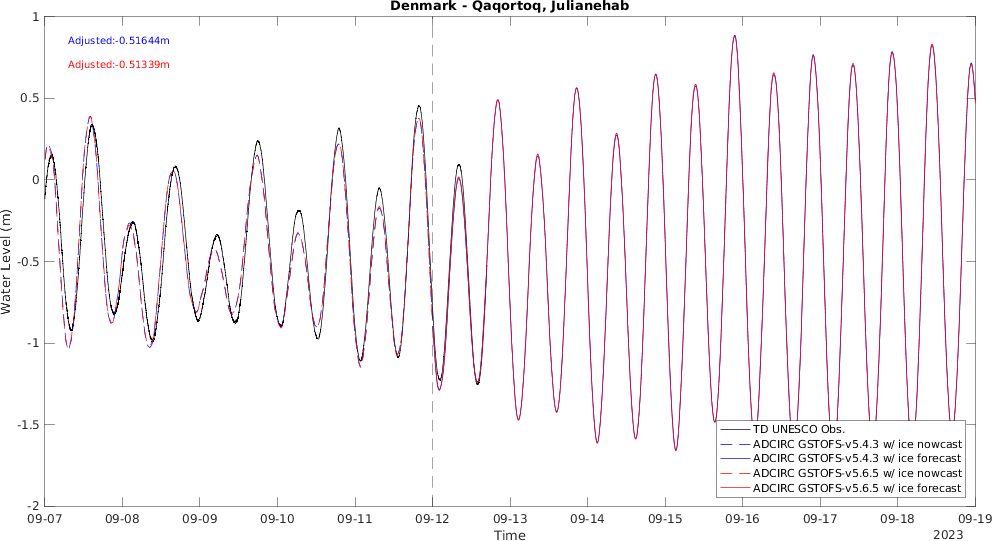 Denmark - Qaqortoq, Julianehab
Adjusted:-0.51644m
Adjusted:-0.51339m
Water Level (m)
1
0.5
0
-0.5
-1
-1.5
-2
TD UNESCO Obs.
ADCIRC GSTOFS-v5.4.3 w/ ice nowcast
ADCIRC GSTOFS-v5.4.3 w/ ice forecast
ADCIRC GSTOFS-v5.6.5 w/ ice nowcast
ADCIRC GSTOFS-v5.6.5 w/ ice forecast
09-07 09-08 09-09 09-10 09-11 09-12 09-13 09-14 09-15 09-16 09-17 09-18 09-19
Time
2023